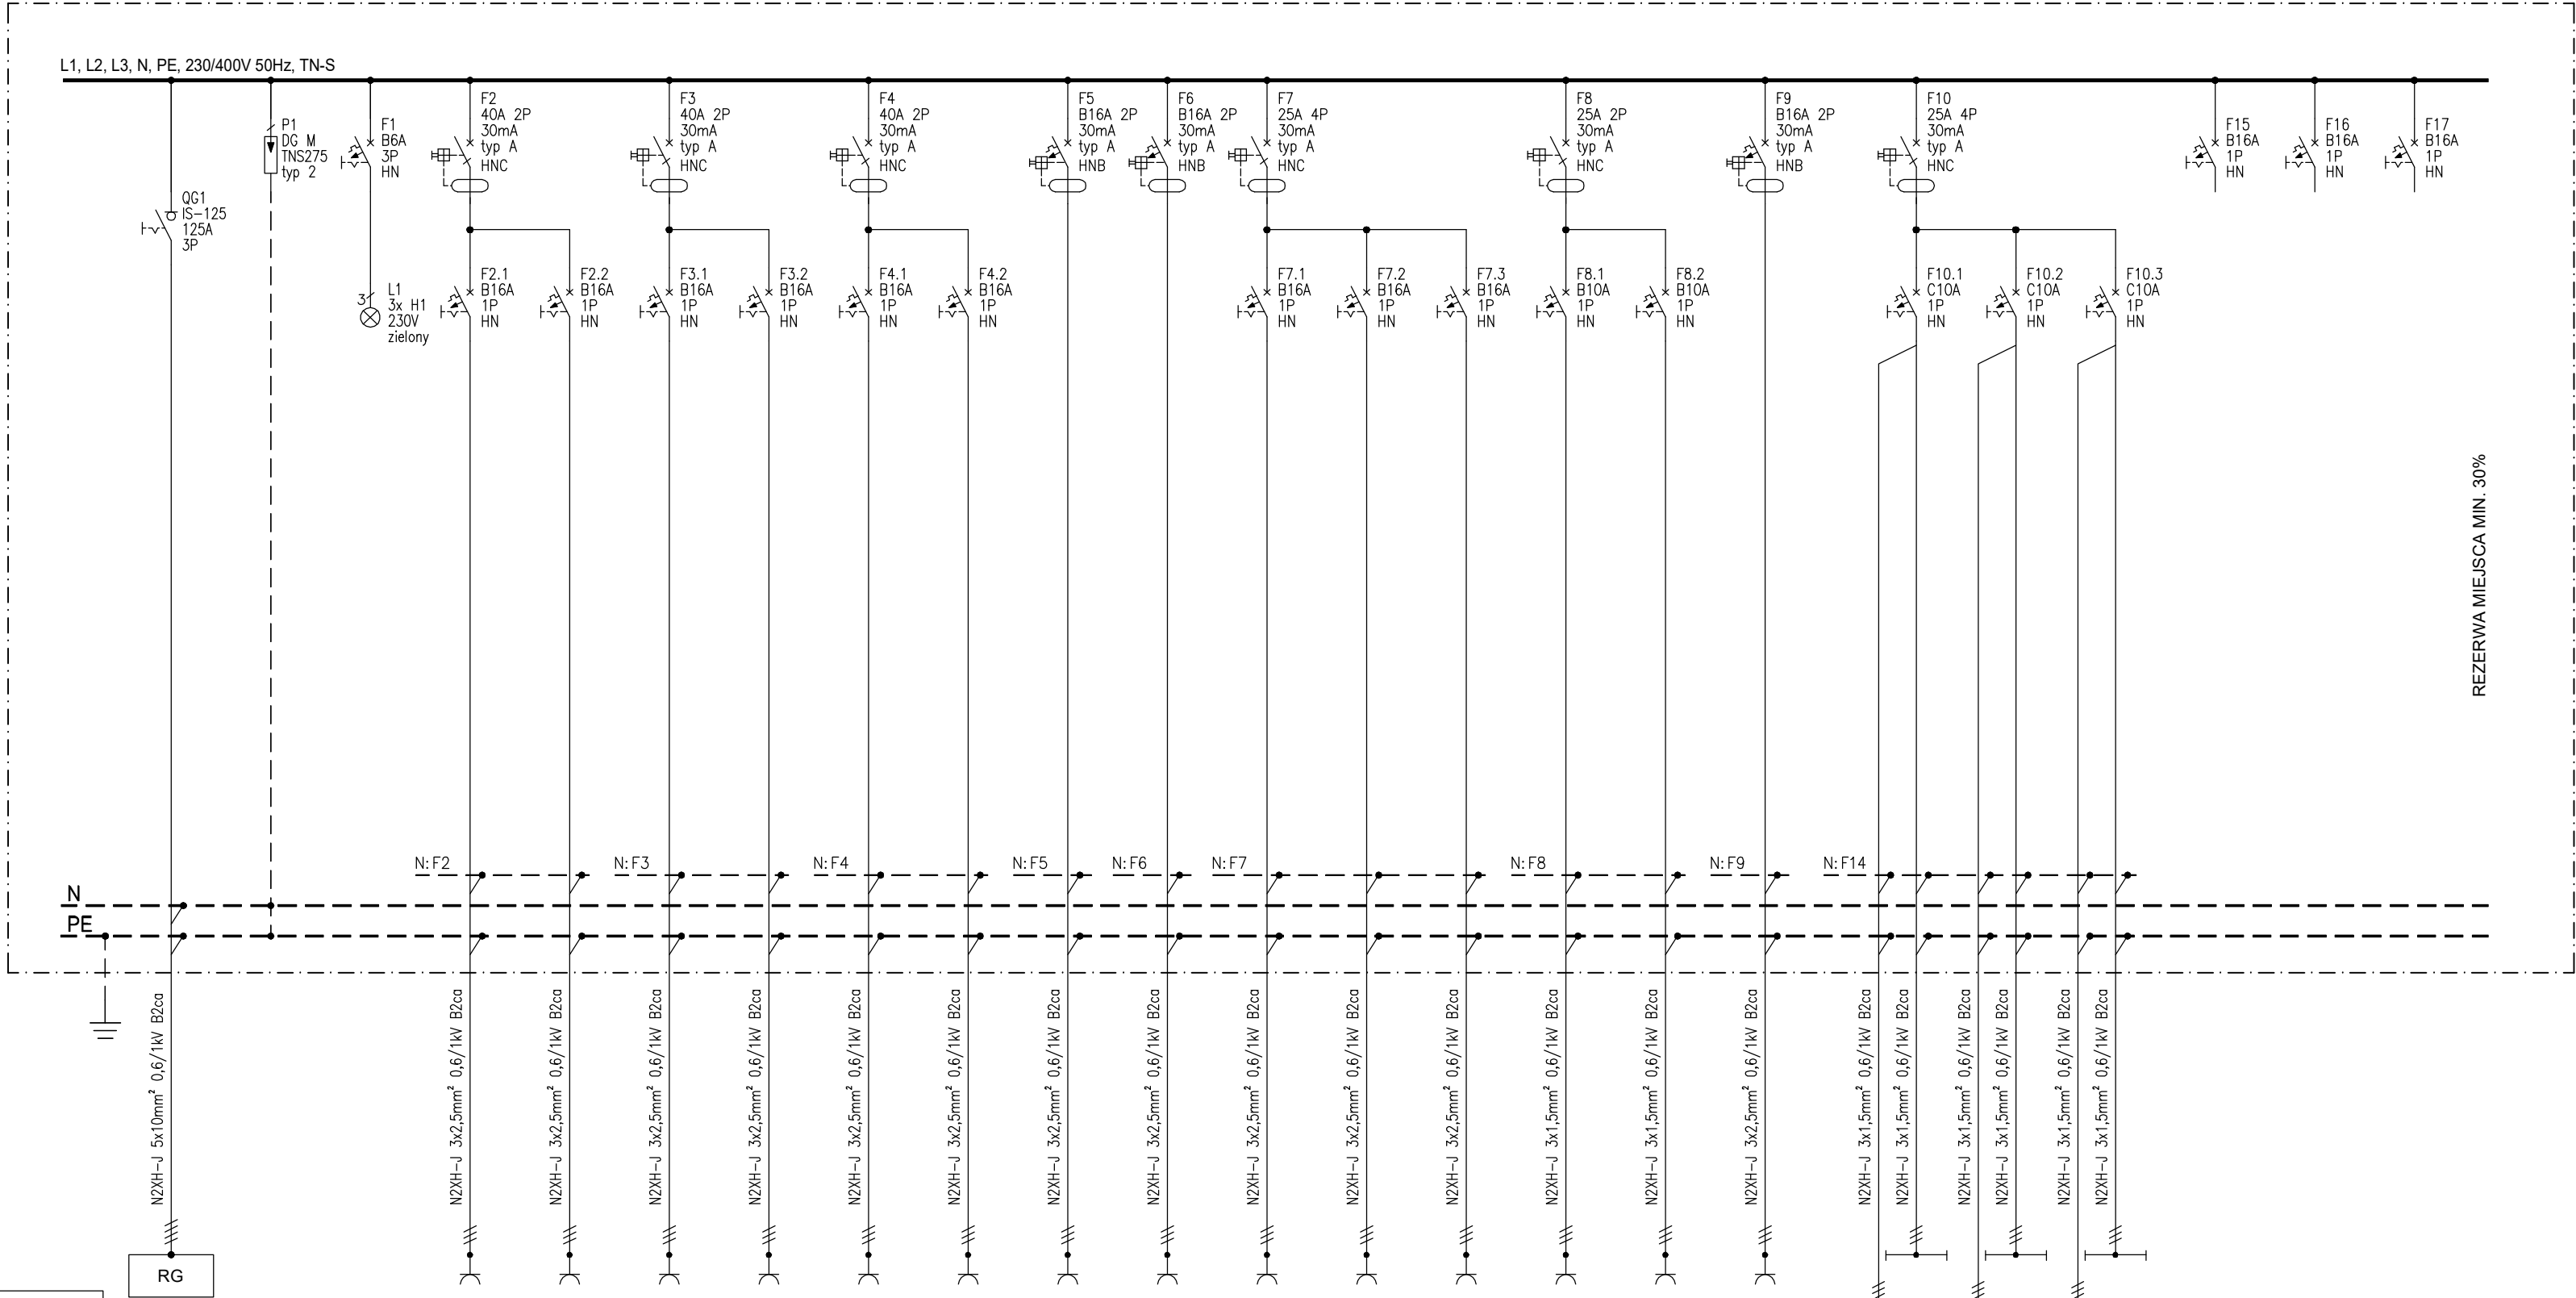 L1, L2, L3, N, PE, 230/400V 50Hz, TN-S
QG1
IS-125
125A
3P
P1
DG M
TNS275
typ 2
F1
B6A
3P
HN
3
L1
3x H1
230V
zielony
F2
40A 2P
30mA
typ A
HNC
F2.1
B16A
1P
HN
F2.2
B16A
1P
HN
F3
40A 2P
30mA
typ A
HNC
F3.1
B16A
1P
HN
F3.2
B16A
1P
HN
F4
40A 2P
30mA
typ A
HNC
F4.1
B16A
1P
HN
F4.2
B16A
1P
HN
F5
B16A 2P
30mA
typ A
HNB
F6
B16A 2P
30mA
typ A
HNB
F7
25A 4P
30mA
typ A
HNC
F7.1
B16A
1P
HN
F7.2
B16A
1P
HN
F7.3
B16A
1P
HN
F8
25A 2P
30mA
typ A
HNC
F8.1
B10A
1P
HN
F8.2
B10A
1P
HN
F9
B16A 2P
30mA
typ A
HNB
F10
25A 4P
30mA
typ A
HNC
F10.1
C10A
1P
HN
F10.2
C10A
1P
HN
F10.3
C10A
1P
HN
F15
B16A
1P
HN
F16
B16A
1P
HN
F17
B16A
1P
HN
REZERWA MIEJSCA MIN. 30%
N:F2
N:F3
N:F4
N:F5
N:F6
N:F7
N:F8
N:F9
N:F14
N
PE
N2XH-J 5x10mm² 0,6/1kV B2ca
N2XH-J 3x2,5mm² 0,6/1kV B2ca
N2XH-J 3x2,5mm² 0,6/1kV B2ca
N2XH-J 3x2,5mm² 0,6/1kV B2ca
N2XH-J 3x2,5mm² 0,6/1kV B2ca
N2XH-J 3x2,5mm² 0,6/1kV B2ca
N2XH-J 3x2,5mm² 0,6/1kV B2ca
N2XH-J 3x2,5mm² 0,6/1kV B2ca
N2XH-J 3x2,5mm² 0,6/1kV B2ca
N2XH-J 3x2,5mm² 0,6/1kV B2ca
N2XH-J 3x2,5mm² 0,6/1kV B2ca
N2XH-J 3x2,5mm² 0,6/1kV B2ca
N2XH-J 3x1,5mm² 0,6/1kV B2ca
N2XH-J 3x1,5mm² 0,6/1kV B2ca
N2XH-J 3x2,5mm² 0,6/1kV B2ca
N2XH-J 3x1,5mm² 0,6/1kV B2ca
N2XH-J 3x1,5mm² 0,6/1kV B2ca
N2XH-J 3x1,5mm² 0,6/1kV B2ca
N2XH-J 3x1,5mm² 0,6/1kV B2ca
N2XH-J 3x1,5mm² 0,6/1kV B2ca
N2XH-J 3x1,5mm² 0,6/1kV B2ca
RG